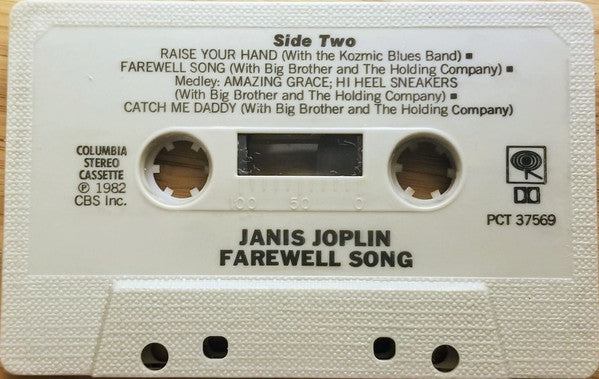 Side Two
RAISE YOUR HAND (With the Kozmic Blues Band) ■
FAREWELL SONG (With Big Brother and The Holding Company) ■
Medley: AMAZING GRACE; HI HEEL SNEAKERS
(With Big Brother and The Holding Company) ■
CATCH ME DADDY (With Big Brother and The Holding Company)
COLUMBIA
STEREO
CASSETTE
℗ 1982
CBS Inc.
100 50 0
PCT 37569
JANIS JOPLIN
FAREWELL SONG